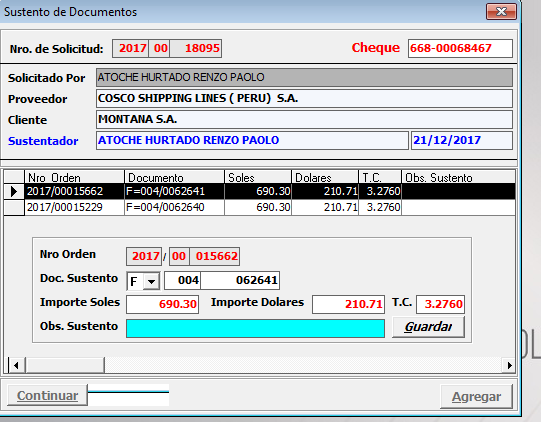 Sustento de Documentos
Nro. de Solicitud: 2017 00 18095 Cheque 668-00068467
Solicitado Por ATOCHE HURTADO RENZO PAOLO
Proveedor COSCO SHIPPING LINES ( PERU) S.A.
Cliente MONTANA S.A.
Sustentador ATOCHE HURTADO RENZO PAOLO 21/12/2017
Nro Orden Documento Soles Dolares T.C. Obs. Sustento
2017/00015662 F=004/0062641 690.30 210.71 3.2760
2017/00015229 F=004/0062640 690.30 210.71 3.2760
Nro Orden 2017 / 00 015662
Doc. Sustento F 004 062641
Importe Soles 690.30 Importe Dolares 210.71 T.C. 3.2760
Obs. Sustento Guardar
OL
Continuar Agregar